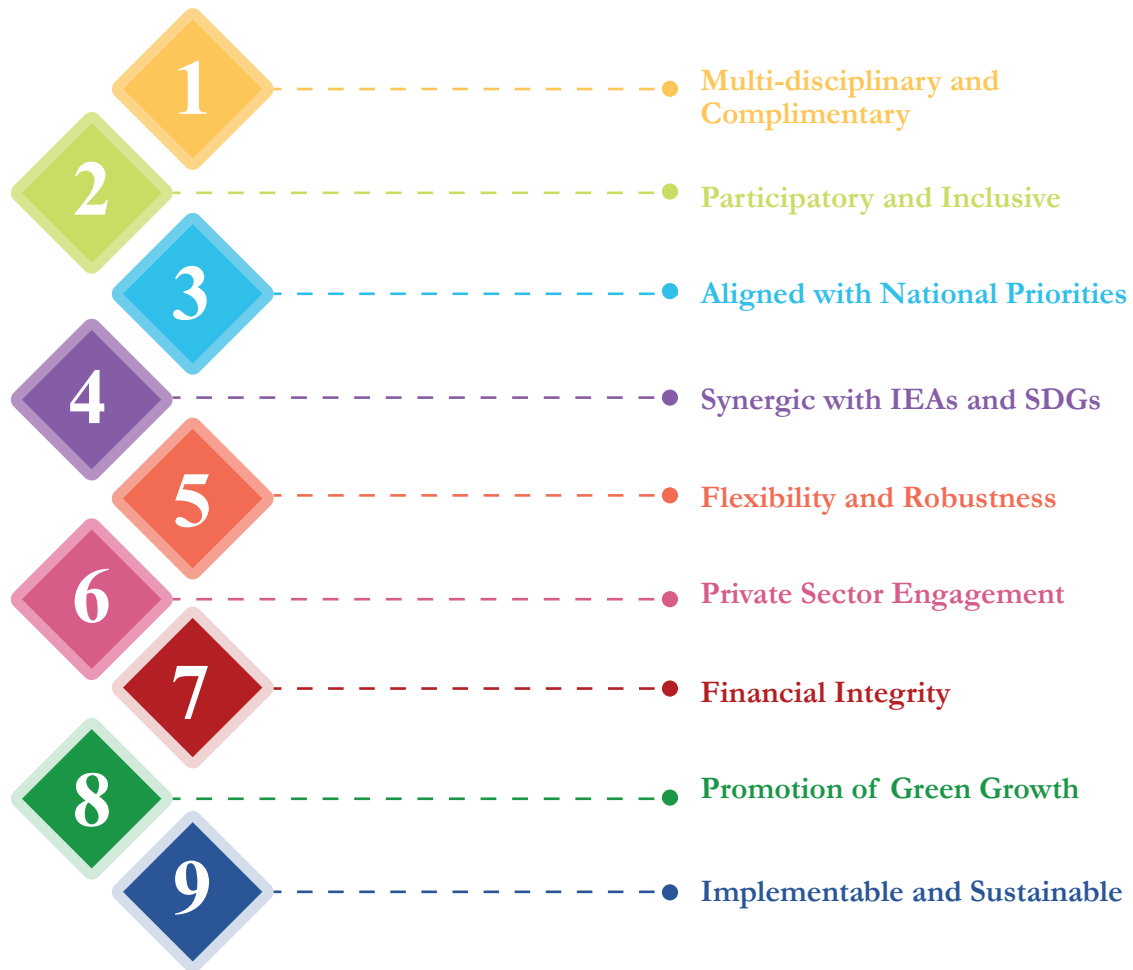 1
Multi-disciplinary and
Complimentary
2
Participatory and Inclusive
3
Aligned with National Priorities
4
Synergic with IEAs and SDGs
5
Flexibility and Robustness
6
Private Sector Engagement
7
Financial Integrity
8
Promotion of Green Growth
9
Implementable and Sustainable